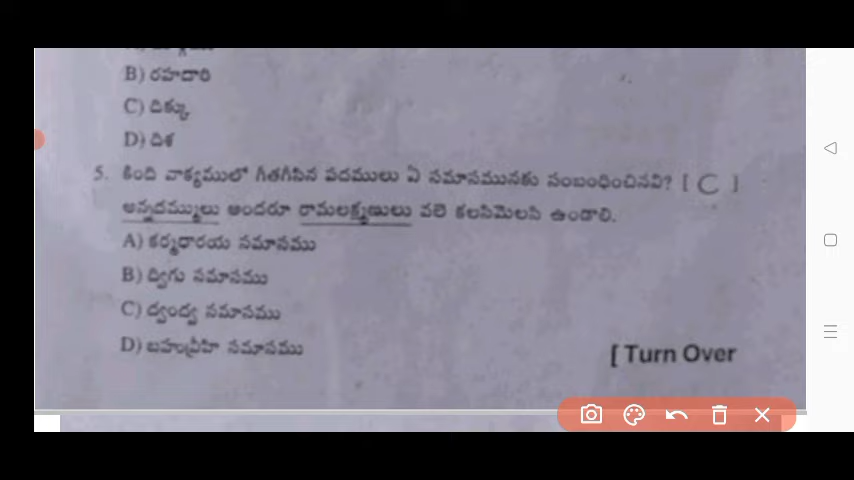 B) రహదారి
C) దిక్కు
D) దిశ
5. కింది వాక్యములో గీతగీసిన పదములు ఏ సమాసమునకు సంబంధించినవి? [ C ]
అన్నదమ్ములు అందరూ రామలక్ష్మణులు వలె కలసిమెలసి ఉండాలి.
A) కర్మధారయ సమాసము
B) ద్విగు సమాసము
C) ద్వంద్వ సమాసము
D) బహువ్రీహి సమాసము
[ Turn Over